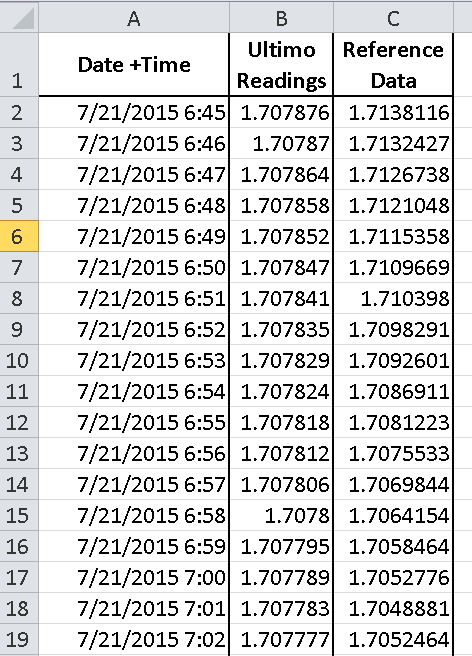 A B C
1 Date +Time Ultimo Readings Reference Data
2 7/21/2015 6:45 1.707876 1.7138116
3 7/21/2015 6:46 1.70787 1.7132427
4 7/21/2015 6:47 1.707864 1.7126738
5 7/21/2015 6:48 1.707858 1.7121048
6 7/21/2015 6:49 1.707852 1.7115358
7 7/21/2015 6:50 1.707847 1.7109669
8 7/21/2015 6:51 1.707841 1.710398
9 7/21/2015 6:52 1.707835 1.7098291
10 7/21/2015 6:53 1.707829 1.7092601
11 7/21/2015 6:54 1.707824 1.7086911
12 7/21/2015 6:55 1.707818 1.7081223
13 7/21/2015 6:56 1.707812 1.7075533
14 7/21/2015 6:57 1.707806 1.7069844
15 7/21/2015 6:58 1.7078 1.7064154
16 7/21/2015 6:59 1.707795 1.7058464
17 7/21/2015 7:00 1.707789 1.7052776
18 7/21/2015 7:01 1.707783 1.7048881
19 7/21/2015 7:02 1.707777 1.7052464